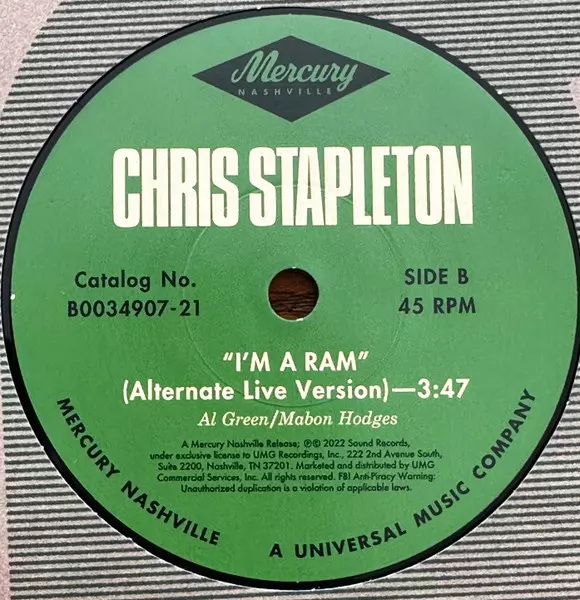 Mercury
NASHVILLE
CHRIS STAPLETON
Catalog No.
B0034907-21
SIDE B
45 RPM
"I'M A RAM"
(Alternate Live Version)—3:47
Al Green/Mabon Hodges
A Mercury Nashville Release; ℗© 2022 Sound Records,
under exclusive license to UMG Recordings, Inc., 222 2nd Avenue South,
Suite 2200, Nashville, TN 37201. Marketed and distributed by UMG
Commercial Services, Inc. All rights reserved. FBI Anti-Piracy Warning:
Unauthorized duplication is a violation of applicable laws.
MERCURY NASHVILLE
A UNIVERSAL MUSIC COMPANY